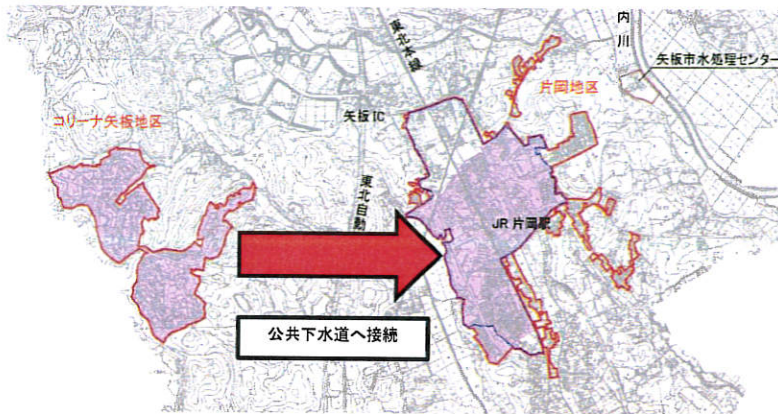 内川
東北本線
矢板市水処理センター
片岡地区
矢板IC
コリーナ矢板地区
東北自動
JR 片岡駅
公共下水道へ接続